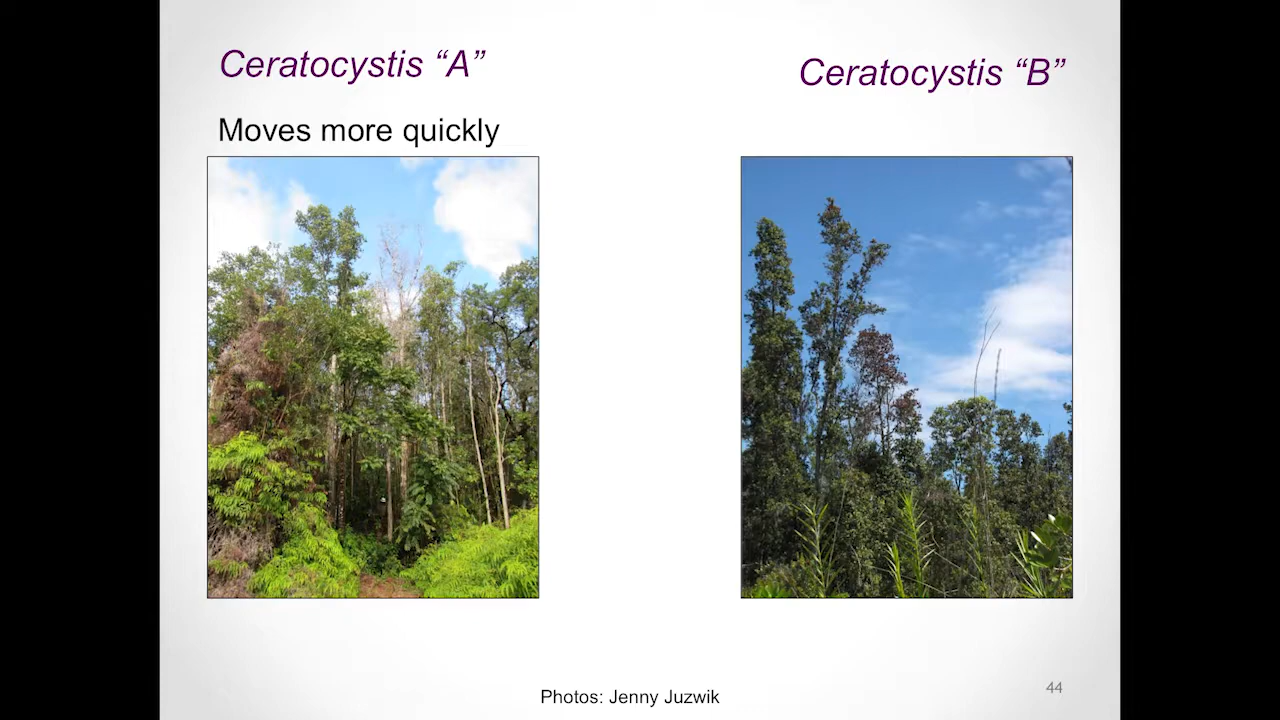 Ceratocystis “A”
Ceratocystis “B”
Moves more quickly
Photos: Jenny Juzwik
44